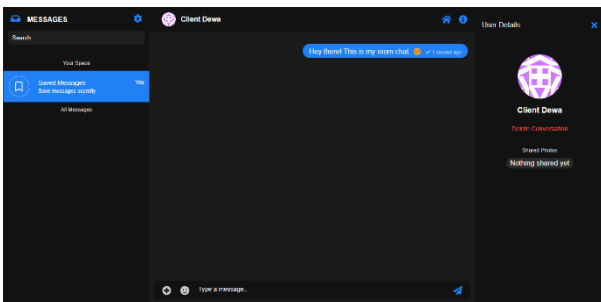 MESSAGES
Search
Your Space
Saved Messages
You
Save messages secretly
All Messages
Client Dewa
Hey there! This is my room chat 😊 ✓ 1 second ago
Type a message..
User Details
Client Dewa
Delete Conversation
Shared Photos
Nothing shared yet